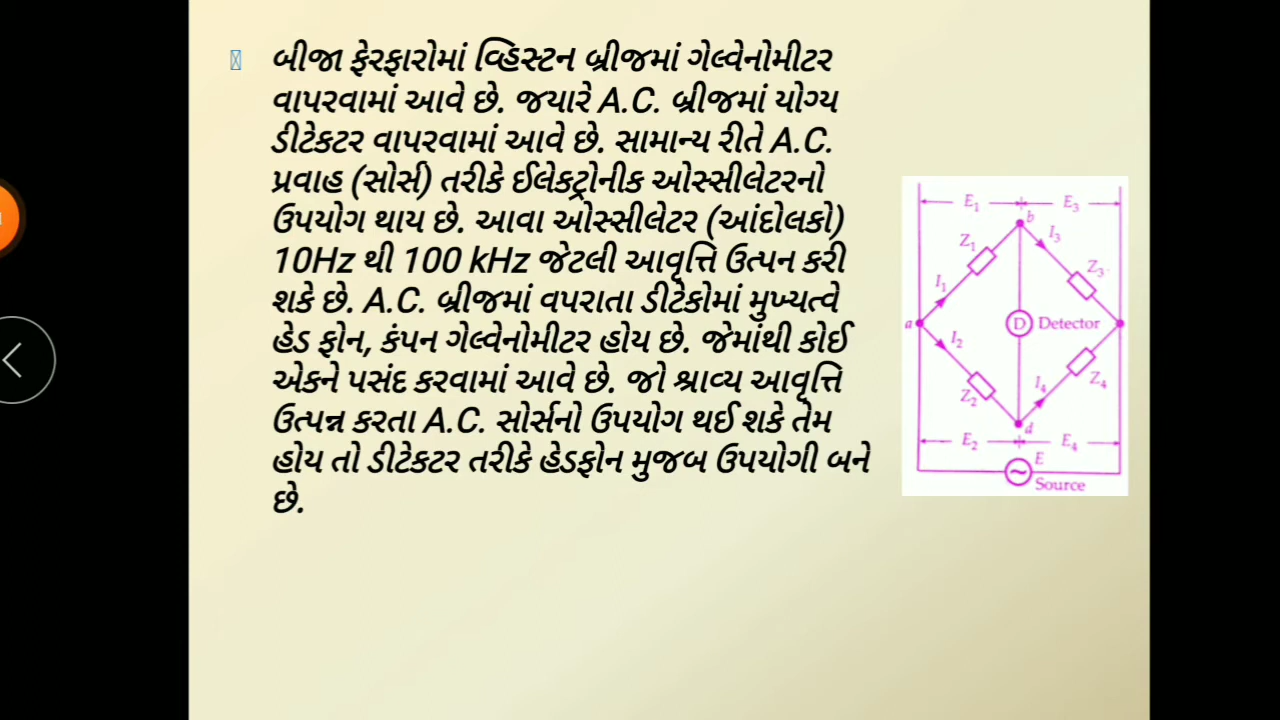 બીજા ફેરફારોમાં વ્હિસ્ટન બ્રીજમાં ગેલ્વેનોમીટર
વાપરવામાં આવે છે. જયારે A.C. બ્રીજમાં યોગ્ય
ડીટેકટર વાપરવામાં આવે છે. સામાન્ય રીતે A.C.
પ્રવાહ (સોર્સ) તરીકે ઈલેકટ્રોનીક ઓસ્સીલેટરનો
ઉપયોગ થાય છે. આવા ઓસ્સીલેટર (આંદોલકો)
10Hz થી 100 kHz જેટલી આવૃત્તિ ઉત્પન કરી
શકે છે. A.C. બ્રીજમાં વપરાતા ડીટેકોમાં મુખ્યત્વે
હેડ ફોન, કંપન ગેલ્વેનોમીટર હોય છે. જેમાંથી કોઈ
એકને પસંદ કરવામાં આવે છે. જો શ્રાવ્ય આવૃત્તિ
ઉત્પન્ન કરતા A.C. સોર્સનો ઉપયોગ થઈ શકે તેમ
હોય તો ડીટેકટર તરીકે હેડફોન મુજબ ઉપયોગી બને
છે.
E₁ E₃
b
Z₁ I₃
I₁ Z₃
a D Detector
I₂
Z₂ I₄ Z₄
d
E₂ E₄
E
Source